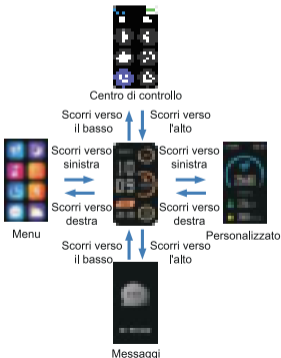 Centro di controllo
Scorri verso
il basso
Scorri verso
l'alto
Scorri verso
sinistra
Scorri verso
sinistra
Scorri verso
destra
Scorri verso
destra
Menu
Personalizzato
Scorri verso
il basso
Scorri verso
l'alto
Messaggi